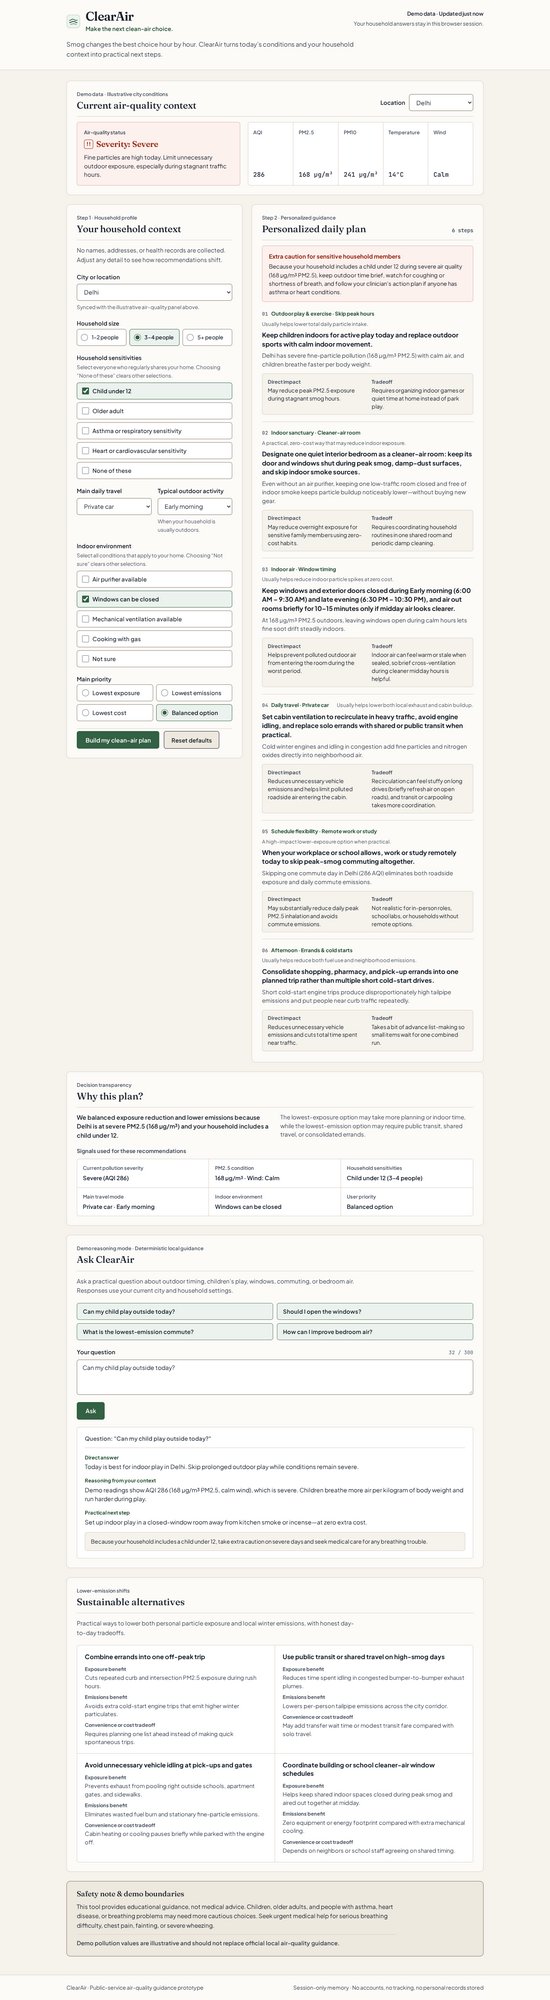 ClearAir
Make the next clean-air choice.
Demo data · Updated just now
Your household answers stay in this browser session.
Smog changes the best choice hour by hour. ClearAir turns today's conditions and your household
context into practical next steps.
Demo data · Illustrative city conditions
Current air-quality context
Location
Delhi
Air-quality status
!! Severity: Severe
Fine particles are high today. Limit unnecessary
outdoor exposure, especially during stagnant traffic
hours.
AQI
286
PM2.5
168 µg/m³
PM10
241 µg/m³
Temperature
14°C
Wind
Calm
Step 1 · Household profile
Your household context
No names, addresses, or health records are collected.
Adjust any detail to see how recommendations shift.
City or location
Delhi
Synced with the illustrative air-quality panel above.
Household size
1–2 people
3–4 people
5+ people
Household sensitivities
Select everyone who regularly shares your home. Choosing
"None of these" clears other selections.
Child under 12
Older adult
Asthma or respiratory sensitivity
Heart or cardiovascular sensitivity
None of these
Main daily travel
Private car
Typical outdoor activity
Early morning
When your household is
usually outdoors.
Indoor environment
Select all conditions that apply to your home. Choosing "Not
sure" clears other selections.
Air purifier available
Windows can be closed
Mechanical ventilation available
Cooking with gas
Not sure
Main priority
Lowest exposure
Lowest emissions
Lowest cost
Balanced option
Build my clean-air plan
Reset defaults
Step 2 · Personalized guidance
Personalized daily plan
6 steps
Extra caution for sensitive household members
Because your household includes a child under 12 during severe air quality
(168 µg/m³ PM2.5), keep outdoor time brief, watch for coughing or
shortness of breath, and follow your clinician's action plan if anyone has
asthma or heart conditions.
01 Outdoor play & exercise · Skip peak hours
Usually helps lower total daily particle intake.
Keep children indoors for active play today and replace outdoor
sports with calm indoor movement.
Delhi has severe fine-particle pollution (168 µg/m³ PM2.5) with calm air, and
children breathe faster per body weight.
Direct impact
May reduce peak PM2.5 exposure
during stagnant smog hours.
Tradeoff
Requires organizing indoor games or
quiet time at home instead of park
play.
02 Indoor sanctuary · Cleaner-air room
A practical, zero-cost way that may reduce indoor exposure.
Designate one quiet interior bedroom as a cleaner-air room: keep its
door and windows shut during peak smog, damp-dust surfaces,
and skip indoor smoke sources.
Even without an air purifier, keeping one low-traffic room closed and free of
indoor smoke keeps particle buildup noticeably lower—without buying new
gear.
Direct impact
May reduce overnight exposure for
sensitive family members using zero-
cost habits.
Tradeoff
Requires coordinating household
routines in one shared room and
periodic damp cleaning.
03 Indoor air · Window timing
Usually helps reduce indoor particle spikes at zero cost.
Keep windows and exterior doors closed during Early morning (6:00
AM – 9:30 AM) and late evening (6:30 PM – 10:30 PM), and air out
rooms briefly for 10–15 minutes only if midday air looks clearer.
At 168 µg/m³ PM2.5 outdoors, leaving windows open during calm hours lets
fine soot drift steadily indoors.
Direct impact
Helps prevent polluted outdoor air
from entering the room during the
worst period.
Tradeoff
Indoor air can feel warm or stale when
sealed, so brief cross-ventilation
during cleaner midday hours is
helpful.
04 Daily travel · Private car
Usually helps lower both local exhaust and cabin buildup.
Set cabin ventilation to recirculate in heavy traffic, avoid engine
idling, and replace solo errands with shared or public transit when
practical.
Cold winter engines and idling in congestion add fine particles and nitrogen
oxides directly into neighborhood air.
Direct impact
Reduces unnecessary vehicle
emissions and helps limit polluted
roadside air entering the cabin.
Tradeoff
Recirculation can feel stuffy on long
drives (briefly refresh air on open
roads), and transit or carpooling
takes more coordination.
05 Schedule flexibility · Remote work or study
A high-impact lower-exposure option when practical.
When your workplace or school allows, work or study remotely
today to skip peak-smog commuting altogether.
Skipping one commute day in Delhi (286 AQI) eliminates both roadside
exposure and daily commute emissions.
Direct impact
May substantially reduce daily peak
PM2.5 inhalation and avoids
commute emissions.
Tradeoff
Not realistic for in-person roles,
school labs, or households without
remote options.
06 Afternoon · Errands & cold starts
Usually helps reduce both fuel use and neighborhood emissions.
Consolidate shopping, pharmacy, and pick-up errands into one
planned trip rather than multiple short cold-start drives.
Short cold-start engine trips produce disproportionately high tailpipe
emissions and put people near curb traffic repeatedly.
Direct impact
Reduces unnecessary vehicle
emissions and cuts total time spent
near traffic.
Tradeoff
Takes a bit of advance list-making so
small items wait for one combined
run.
Decision transparency
Why this plan?
We balanced exposure reduction and lower emissions because
Delhi is at severe PM2.5 (168 µg/m³) and your household includes a
child under 12.
The lowest-exposure option may take more planning or indoor time,
while the lowest-emission option may require public transit, shared
travel, or consolidated errands.
Signals used for these recommendations
Current pollution severity
Severe (AQI 286)
PM2.5 condition
168 µg/m³ · Wind: Calm
Household sensitivities
Child under 12 (3–4 people)
Main travel mode
Private car · Early morning
Indoor environment
Windows can be closed
User priority
Balanced option
Demo reasoning mode · Deterministic local guidance
Ask ClearAir
Ask a practical question about outdoor timing, children's play, windows, commuting, or bedroom air.
Responses use your current city and household settings.
Can my child play outside today?
Should I open the windows?
What is the lowest-emission commute?
How can I improve bedroom air?
Your question
32 / 300
Can my child play outside today?
Ask
Question: "Can my child play outside today?"
Direct answer
Today is best for indoor play in Delhi. Skip prolonged outdoor play while conditions remain severe.
Reasoning from your context
Demo readings show AQI 286 (168 µg/m³ PM2.5, calm wind), which is severe. Children breathe more air per kilogram of body weight and
run harder during play.
Practical next step
Set up indoor play in a closed-window room away from kitchen smoke or incense—at zero extra cost.
Because your household includes a child under 12, take extra caution on severe days and seek medical care for any breathing trouble.
Lower-emission shifts
Sustainable alternatives
Practical ways to lower both personal particle exposure and local winter emissions, with honest day-
to-day tradeoffs.
Combine errands into one off-peak trip
Exposure benefit
Cuts repeated curb and intersection PM2.5 exposure during rush
hours.
Emissions benefit
Avoids extra cold-start engine trips that emit higher winter
particulates.
Convenience or cost tradeoff
Requires planning one list ahead instead of making quick
spontaneous trips.
Use public transit or shared travel on high-smog days
Exposure benefit
Reduces time spent idling in congested bumper-to-bumper exhaust
plumes.
Emissions benefit
Lowers per-person tailpipe emissions across the city corridor.
Convenience or cost tradeoff
May add transfer wait time or modest transit fare compared with
solo travel.
Avoid unnecessary vehicle idling at pick-ups and gates
Exposure benefit
Prevents exhaust from pooling right outside schools, apartment
gates, and sidewalks.
Emissions benefit
Eliminates wasted fuel burn and stationary fine-particle emissions.
Convenience or cost tradeoff
Cabin heating or cooling pauses briefly while parked with the engine
off.
Coordinate building or school cleaner-air window
schedules
Exposure benefit
Helps keep shared indoor spaces closed during peak smog and
aired out together at midday.
Emissions benefit
Zero equipment or energy footprint compared with extra mechanical
cooling.
Convenience or cost tradeoff
Depends on neighbors or school staff agreeing on shared timing.
Safety note & demo boundaries
This tool provides educational guidance, not medical advice. Children, older adults, and people with asthma, heart
disease, or breathing problems may need more cautious choices. Seek urgent medical help for serious breathing
difficulty, chest pain, fainting, or severe wheezing.
Demo pollution values are illustrative and should not replace official local air-quality guidance.
ClearAir · Public-service air-quality guidance prototype
Session-only memory · No accounts, no tracking, no personal records stored